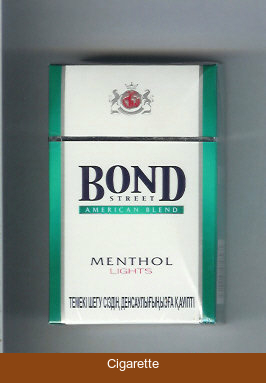 BOND
STREET
AMERICAN BLEND
MENTHOL
LIGHTS
ТЕМЕКІ ШЕГУ СІЗДІҢ ДЕНСАУЛЫҒЫҢЫЗҒА ҚАУІПТІ
Cigarette